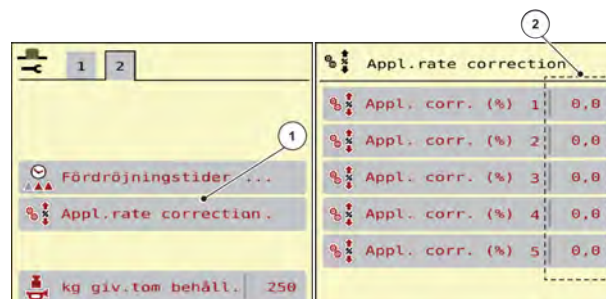 2
1 2
1
Fördröjningstider ...
Appl.rate correction.
kg giv.tom behåll. 250
Appl.rate correction
Appl. corr. (%) 1 0,0
Appl. corr. (%) 2 0,0
Appl. corr. (%) 3 0,0
Appl. corr. (%) 4 0,0
Appl. corr. (%) 5 0,0